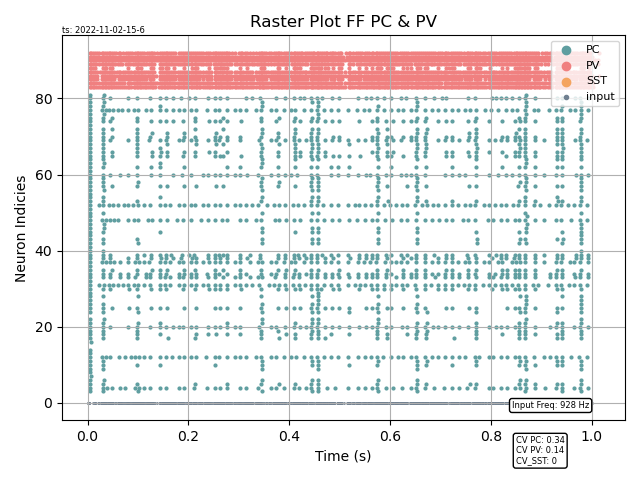 Raster Plot FF PC & PV
ts: 2022-11-02-15-6
PC
PV
SST
input
80
60
40
20
0
Neuron Indicies
0.0 0.2 0.4 0.6 0.8 1.0
Time (s)
Input Freq: 928 Hz
CV PC: 0.34
CV PV: 0.14
CV_SST: 0